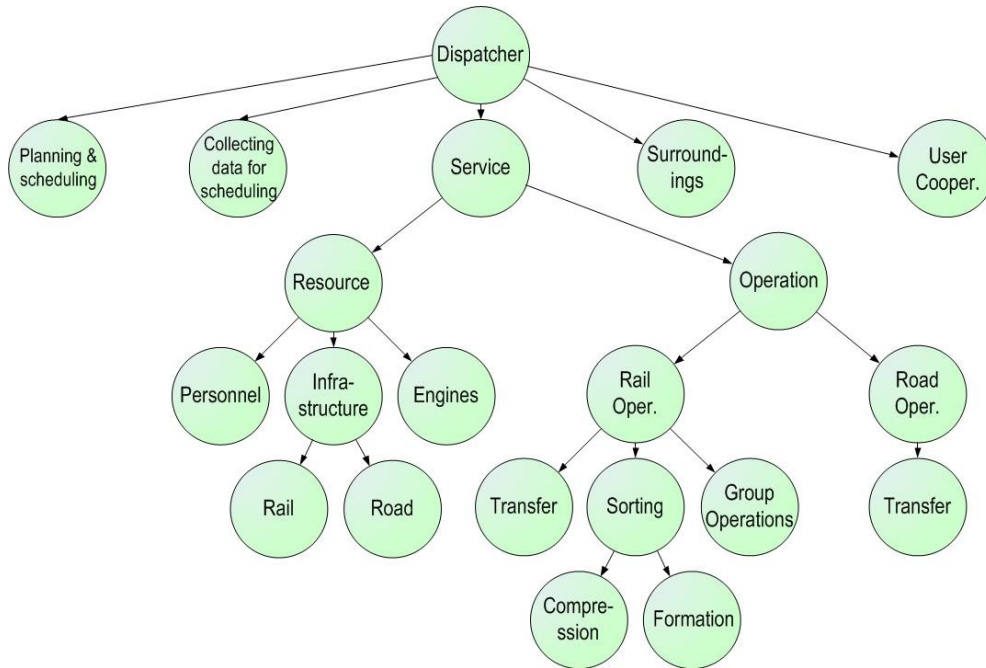 Dispatcher
Planning &
scheduling
Collecting
data for
scheduling
Service
Surround-
ings
User
Cooper.
Resource
Operation
Personnel
Infra-
structure
Engines
Rail
Oper.
Road
Oper.
Rail
Road
Transfer
Sorting
Group
Operations
Transfer
Compre-
ssion
Formation